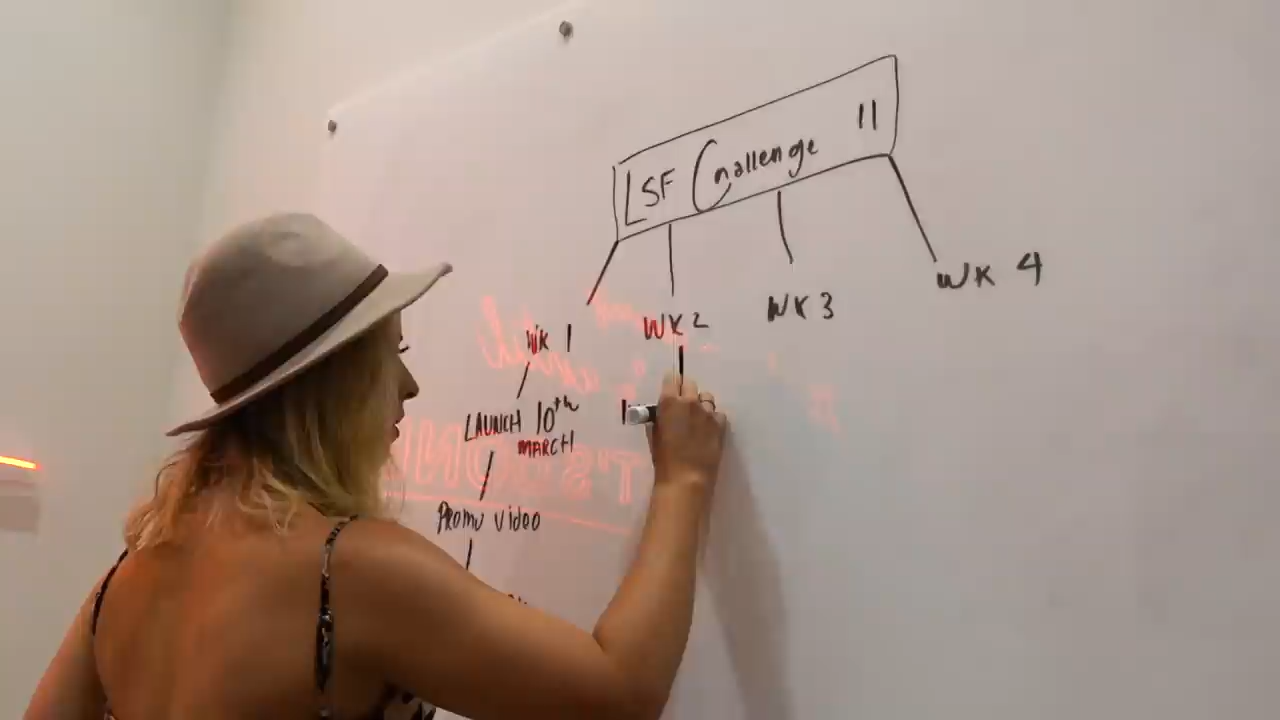 LSF Challenge 11
WK 1
WK 2
WK 3
WK 4
LAUNCH 10th
MARCH
Promo Video